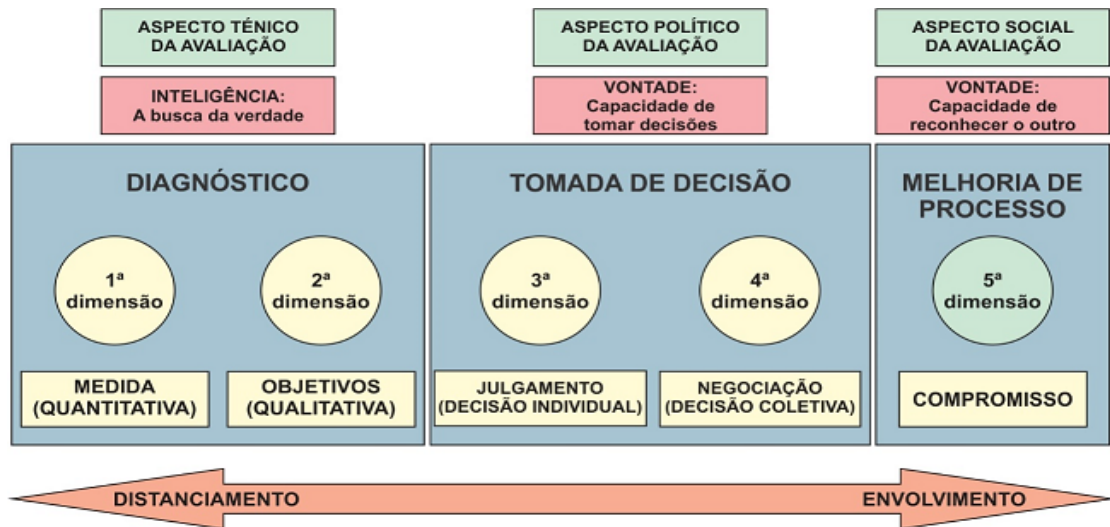 ASPECTO TÉNICO
DA AVALIAÇÃO
ASPECTO POLÍTICO
DA AVALIAÇÃO
ASPECTO SOCIAL
DA AVALIAÇÃO
INTELIGÊNCIA:
A busca da verdade
VONTADE:
Capacidade de
tomar decisões
VONTADE:
Capacidade de
reconhecer o outro
DIAGNÓSTICO
TOMADA DE DECISÃO
MELHORIA DE
PROCESSO
1ª
dimensão
2ª
dimensão
3ª
dimensão
4ª
dimensão
5ª
dimensão
MEDIDA
(QUANTITATIVA)
OBJETIVOS
(QUALITATIVA)
JULGAMENTO
(DECISÃO INDIVIDUAL)
NEGOCIAÇÃO
(DECISÃO COLETIVA)
COMPROMISSO
DISTANCIAMENTO
ENVOLVIMENTO